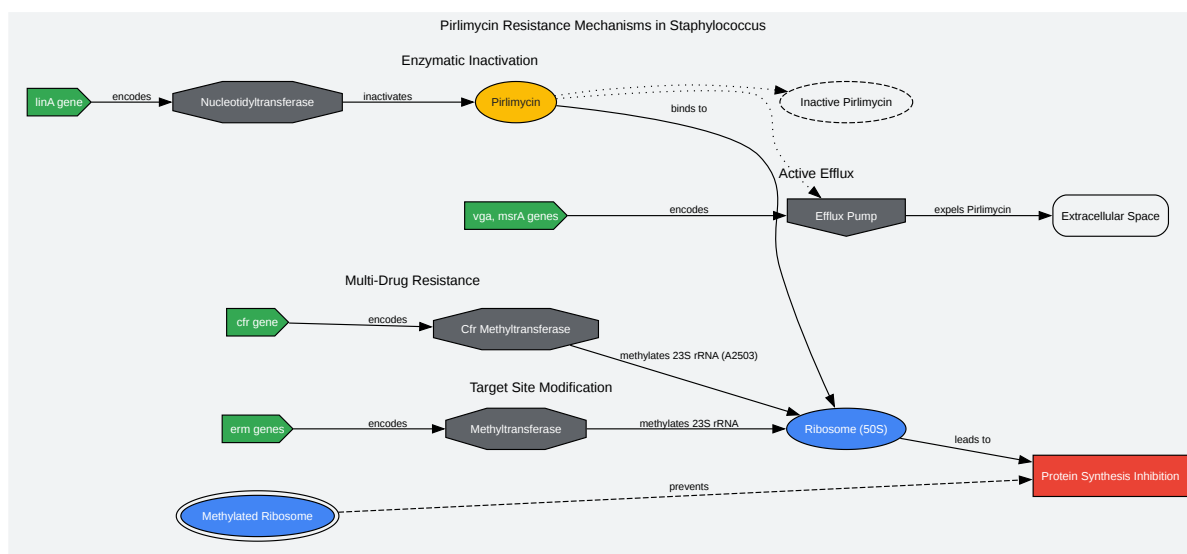 Pirlimycin Resistance Mechanisms in Staphylococcus
Enzymatic Inactivation
linA gene
encodes
Nucleotidyltransferase
inactivates
Pirlimycin
binds to
Inactive Pirlimycin
Active Efflux
vga, msrA genes
encodes
Efflux Pump
expels Pirlimycin
Extracellular Space
Multi-Drug Resistance
cfr gene
encodes
Cfr Methyltransferase
methylates 23S rRNA (A2503)
Target Site Modification
erm genes
encodes
Methyltransferase
methylates 23S rRNA
Ribosome (50S)
leads to
Protein Synthesis Inhibition
prevents
Methylated Ribosome